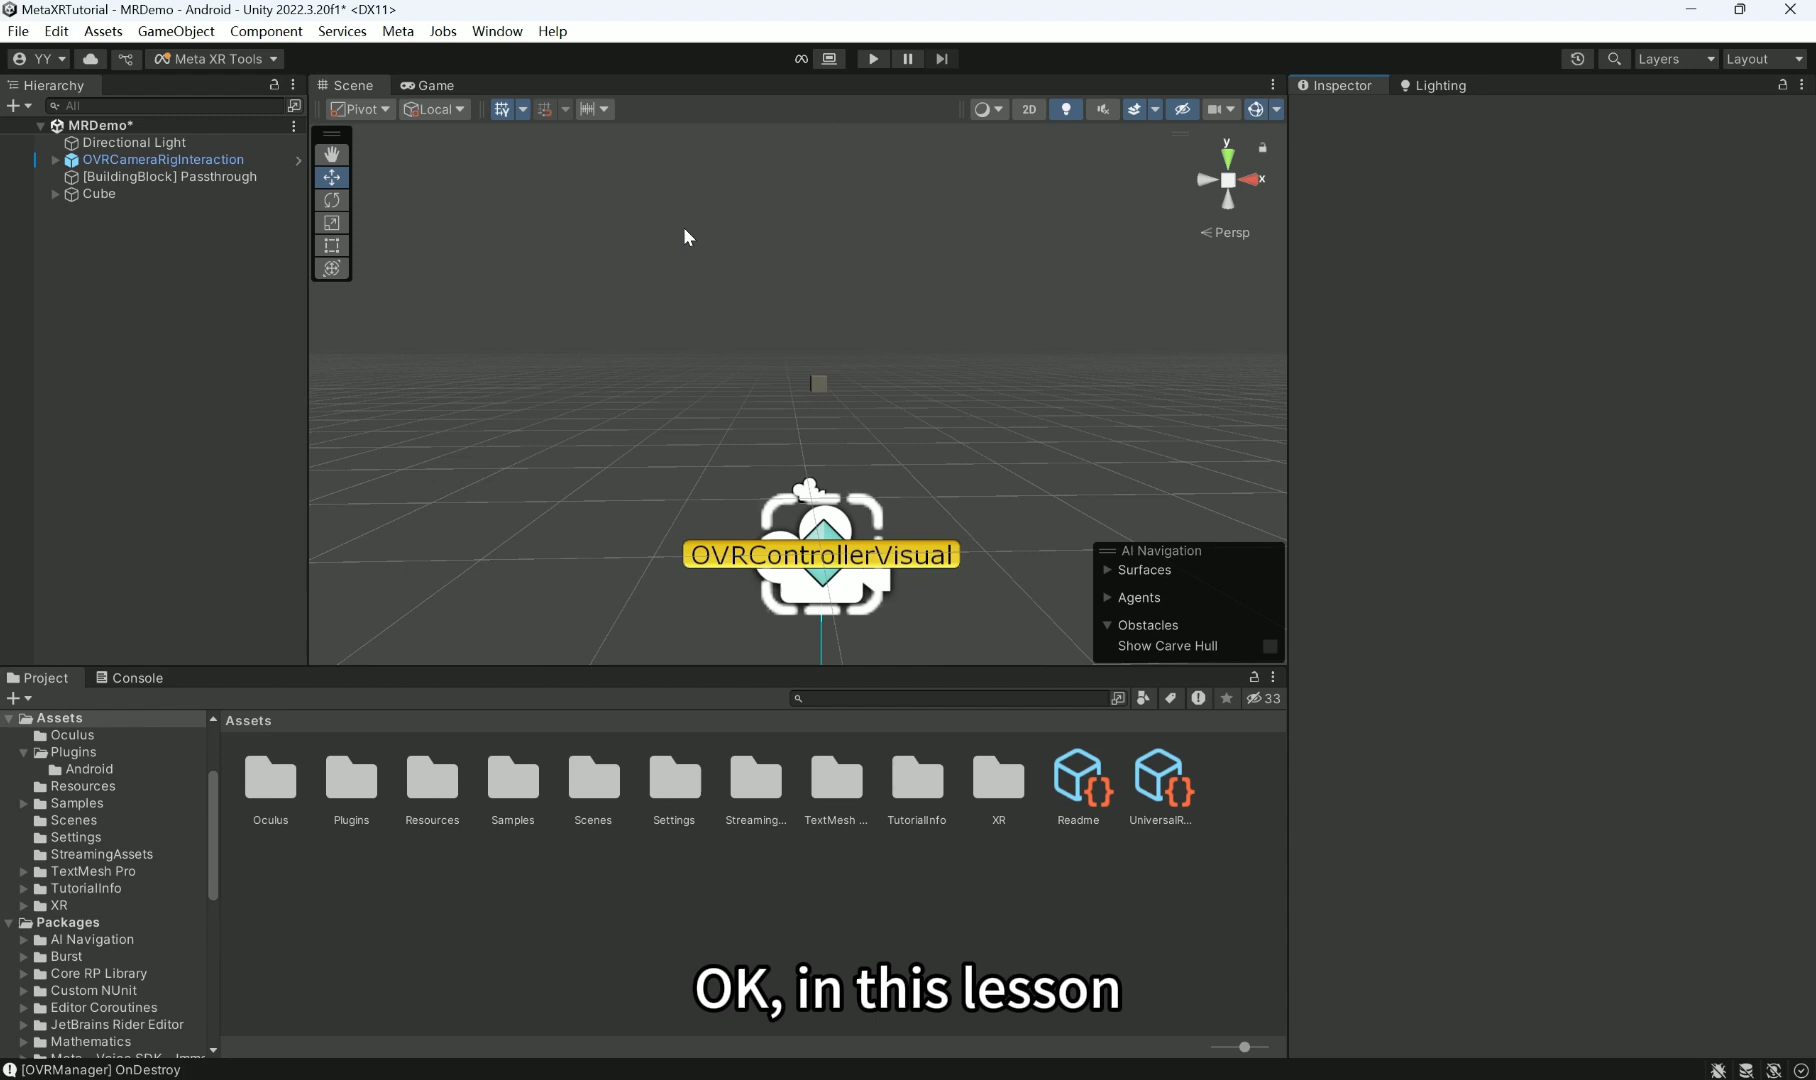 MetaXRTutorial - MRDemo - Android - Unity 2022.3.20f1* <DX11>
File Edit Assets GameObject Component Services Meta Jobs Window Help
YY Meta XR Tools Layers Layout
Hierarchy Scene Game Inspector Lighting
All Pivot Local 2D
MRDemo*
Directional Light
OVRCameraRigInteraction
[BuildingBlock] Passthrough
Cube
y
x
Persp
OVRControllerVisual
AI Navigation
Surfaces
Agents
Obstacles
Show Carve Hull
Project Console
33
Assets
Oculus
Plugins
Android
Resources
Samples
Scenes
Settings
StreamingAssets
TextMesh Pro
TutorialInfo
XR
Packages
AI Navigation
Burst
Core RP Library
Custom NUnit
Editor Coroutines
JetBrains Rider Editor
Mathematics
Assets
Oculus Plugins Resources Samples Scenes Settings Streaming... TextMesh ... TutorialInfo XR Readme UniversalR...
OK, in this lesson
[OVRManager] OnDestroy